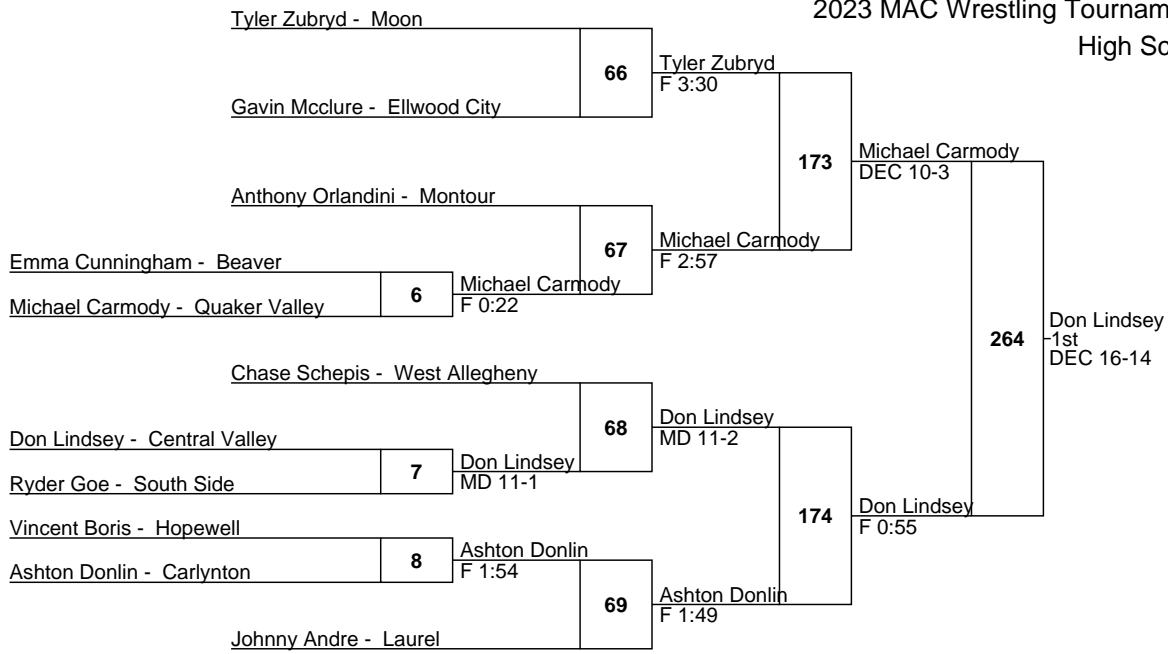 2023 MAC Wrestling Tournam
High Sc
Tyler Zubryd - Moon
66
Tyler Zubryd
F 3:30
Gavin Mcclure - Ellwood City
173
Michael Carmody
DEC 10-3
Anthony Orlandini - Montour
67
Michael Carmody
F 2:57
Emma Cunningham - Beaver
6
Michael Carmody
F 0:22
Michael Carmody - Quaker Valley
264
Don Lindsey
1st
DEC 16-14
Chase Schepis - West Allegheny
68
Don Lindsey
MD 11-2
Don Lindsey - Central Valley
7
Don Lindsey
MD 11-1
Ryder Goe - South Side
174
Don Lindsey
F 0:55
Vincent Boris - Hopewell
8
Ashton Donlin
F 1:54
Ashton Donlin - Carlynton
69
Ashton Donlin
F 1:49
Johnny Andre - Laurel